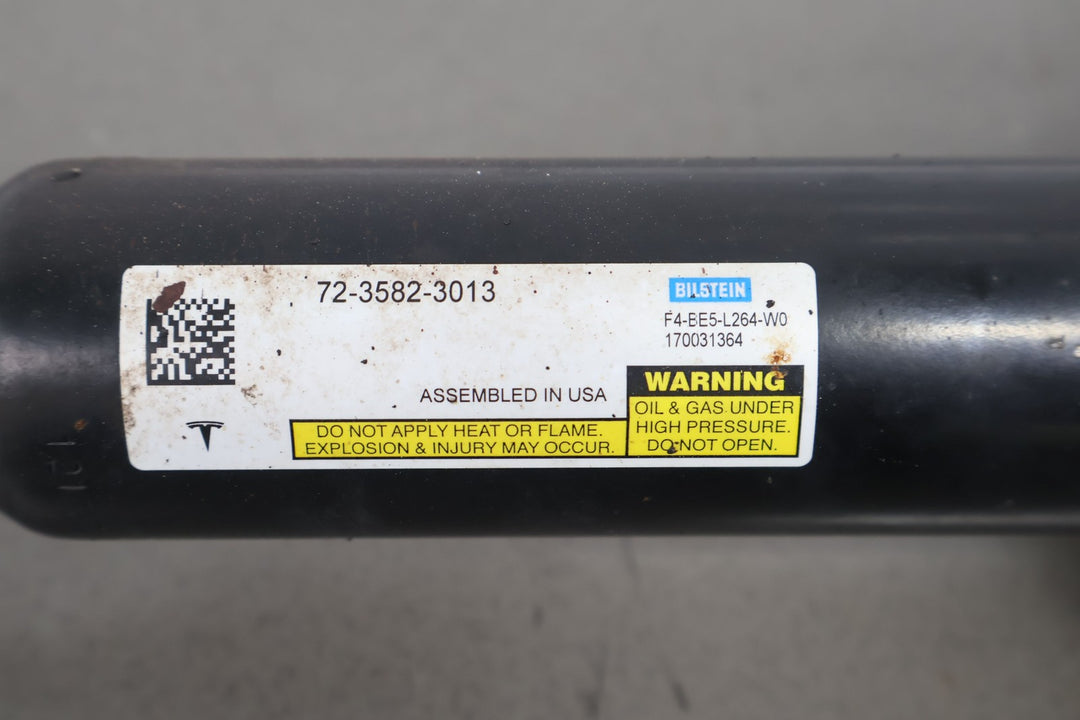 72-3582-3013
BILSTEIN
F4-BE5-L264-W0
170031364
ASSEMBLED IN USA
WARNING
OIL & GAS UNDER
HIGH PRESSURE.
DO NOT OPEN.
DO NOT APPLY HEAT OR FLAME.
EXPLOSION & INJURY MAY OCCUR.